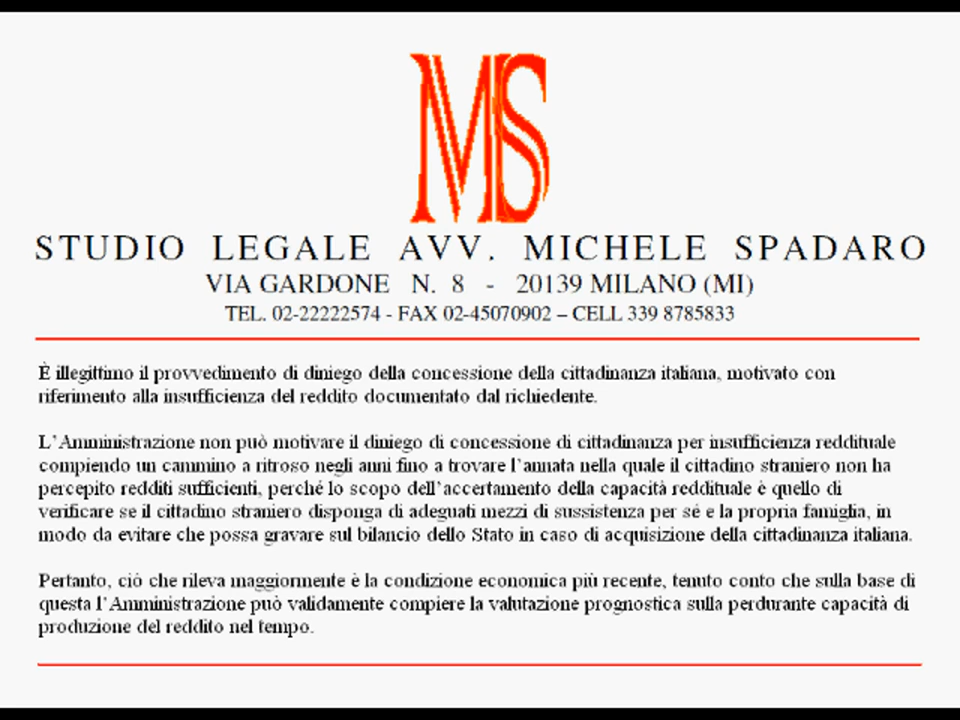 MS
STUDIO LEGALE AVV. MICHELE SPADARO
VIA GARDONE N. 8 - 20139 MILANO (MI)
TEL. 02-22222574 - FAX 02-45070902 – CELL 339 8785833
È illegittimo il provvedimento di diniego della concessione della cittadinanza italiana, motivato con
riferimento alla insufficienza del reddito documentato dal richiedente.
L'Amministrazione non può motivare il diniego di concessione di cittadinanza per insufficienza reddituale
compiendo un cammino a ritroso negli anni fino a trovare l'annata nella quale il cittadino straniero non ha
percepito redditi sufficienti, perché lo scopo dell'accertamento della capacità reddituale è quello di
verificare se il cittadino straniero disponga di adeguati mezzi di sussistenza per sé e la propria famiglia, in
modo da evitare che possa gravare sul bilancio dello Stato in caso di acquisizione della cittadinanza italiana.
Pertanto, ciò che rileva maggiormente è la condizione economica più recente, tenuto conto che sulla base di
questa l'Amministrazione può validamente compiere la valutazione prognostica sulla perdurante capacità di
produzione del reddito nel tempo.